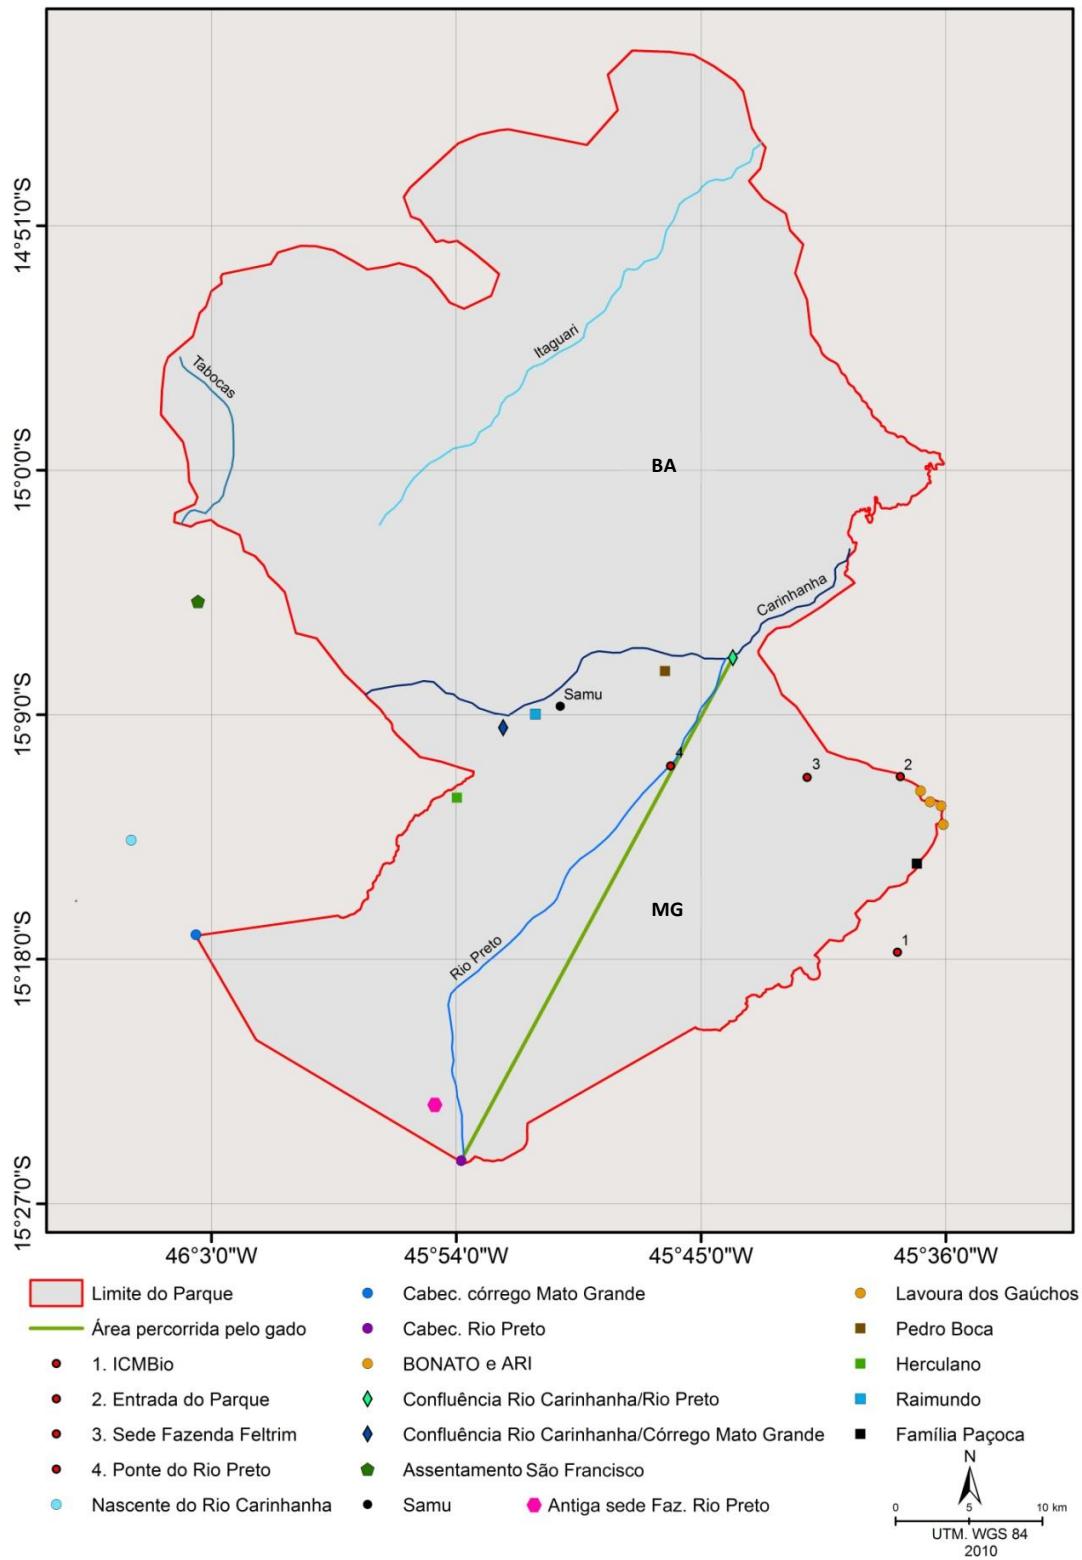 14°51'0"S
Itaguari
Tabocas
BA
15°0'0"S
Carinhanha
Samu
15°9'0"S
4
3
2
MG
1
Rio Preto
15°18'0"S
15°27'0"S
46°3'0"W
45°54'0"W
45°45'0"W
45°36'0"W
Limite do Parque
Área percorrida pelo gado
1. ICMBio
2. Entrada do Parque
3. Sede Fazenda Feltrim
4. Ponte do Rio Preto
Nascente do Rio Carinhanha
Cabec. córrego Mato Grande
Cabec. Rio Preto
BONATO e ARI
Confluência Rio Carinhanha/Rio Preto
Confluência Rio Carinhanha/Córrego Mato Grande
Assentamento São Francisco
Samu
Antiga sede Faz. Rio Preto
Lavoura dos Gaúchos
Pedro Boca
Herculano
Raimundo
Família Paçoca
N
0 5 10 km
UTM. WGS 84
2010